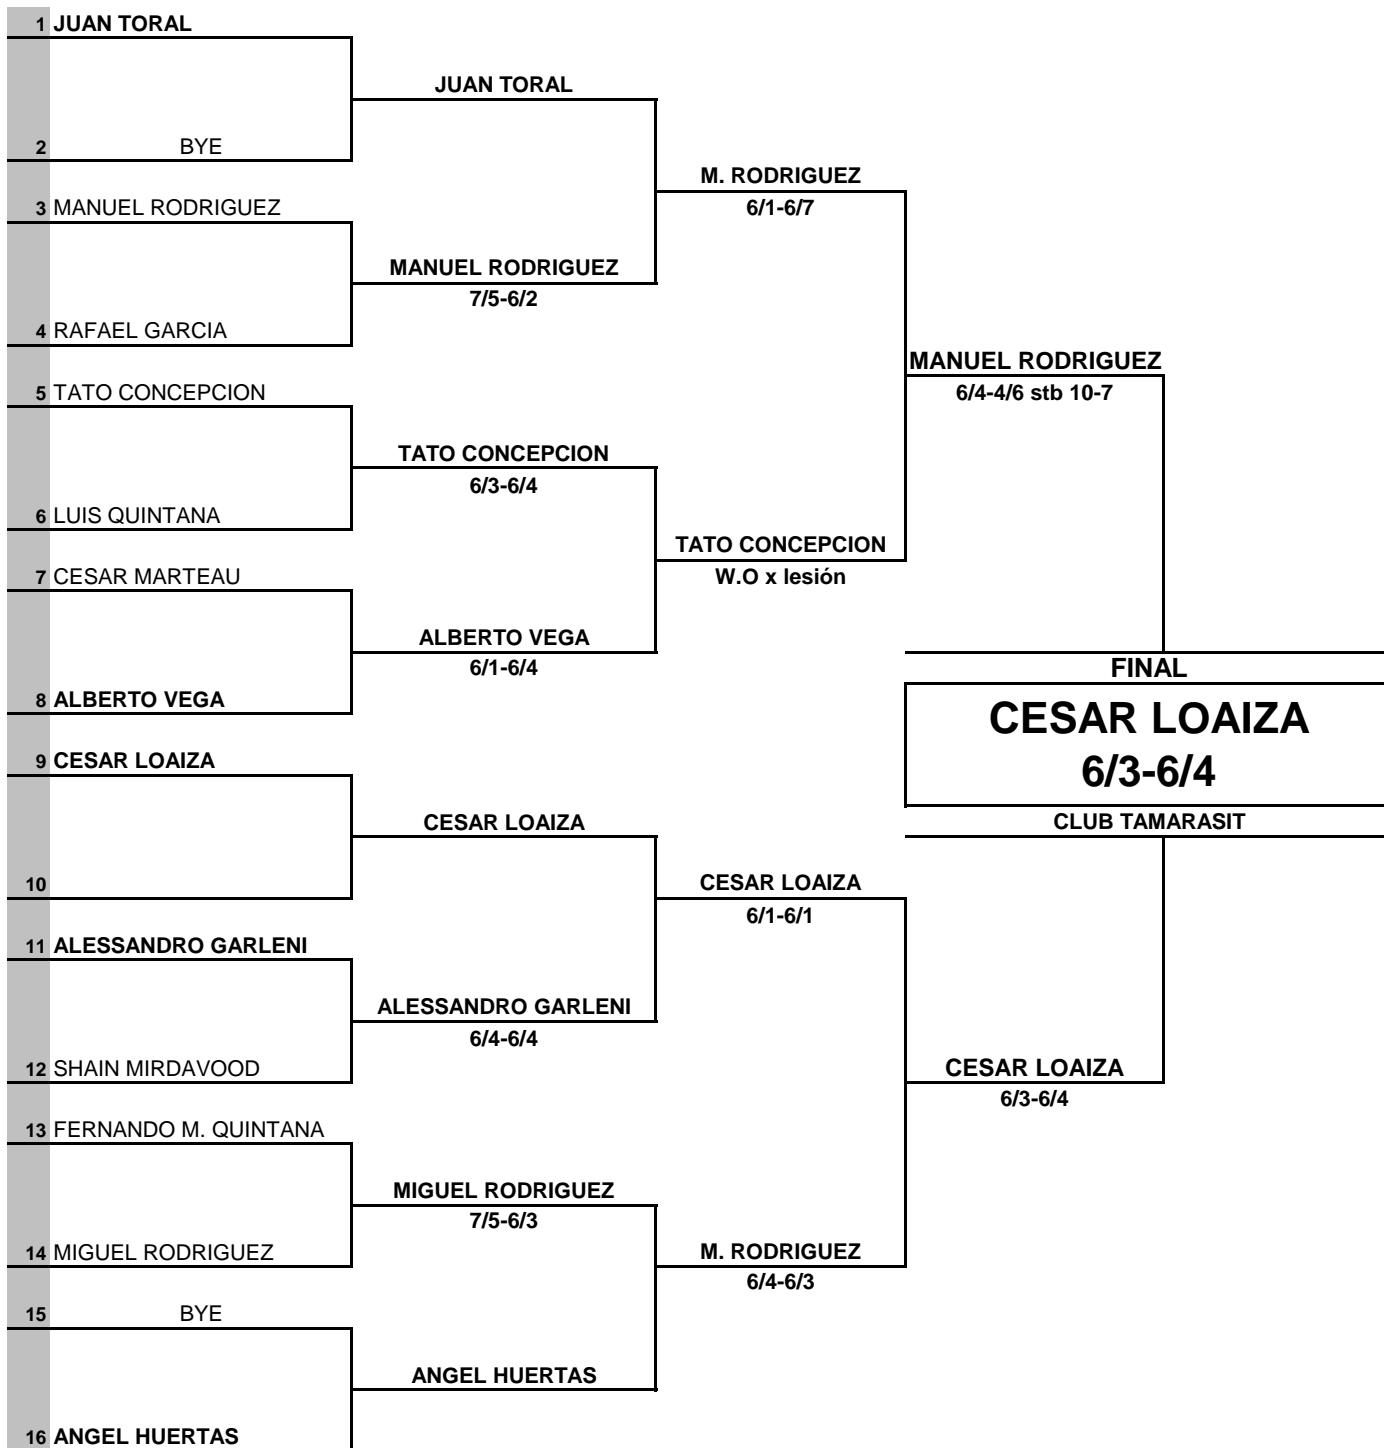 1 JUAN TORAL
JUAN TORAL
2 BYE
M. RODRIGUEZ
3 MANUEL RODRIGUEZ
6/1-6/7
MANUEL RODRIGUEZ
7/5-6/2
4 RAFAEL GARCIA
MANUEL RODRIGUEZ
5 TATO CONCEPCION
6/4-4/6 stb 10-7
TATO CONCEPCION
6/3-6/4
6 LUIS QUINTANA
TATO CONCEPCION
7 CESAR MARTEAU
W.O x lesión
ALBERTO VEGA
6/1-6/4
FINAL
8 ALBERTO VEGA
CESAR LOAIZA
9 CESAR LOAIZA
6/3-6/4
CESAR LOAIZA
CLUB TAMARASIT
10
CESAR LOAIZA
6/1-6/1
11 ALESSANDRO GARLENI
ALESSANDRO GARLENI
6/4-6/4
12 SHAIN MIRDAVOOD
CESAR LOAIZA
6/3-6/4
13 FERNANDO M. QUINTANA
MIGUEL RODRIGUEZ
7/5-6/3
14 MIGUEL RODRIGUEZ
M. RODRIGUEZ
6/4-6/3
15 BYE
ANGEL HUERTAS
16 ANGEL HUERTAS